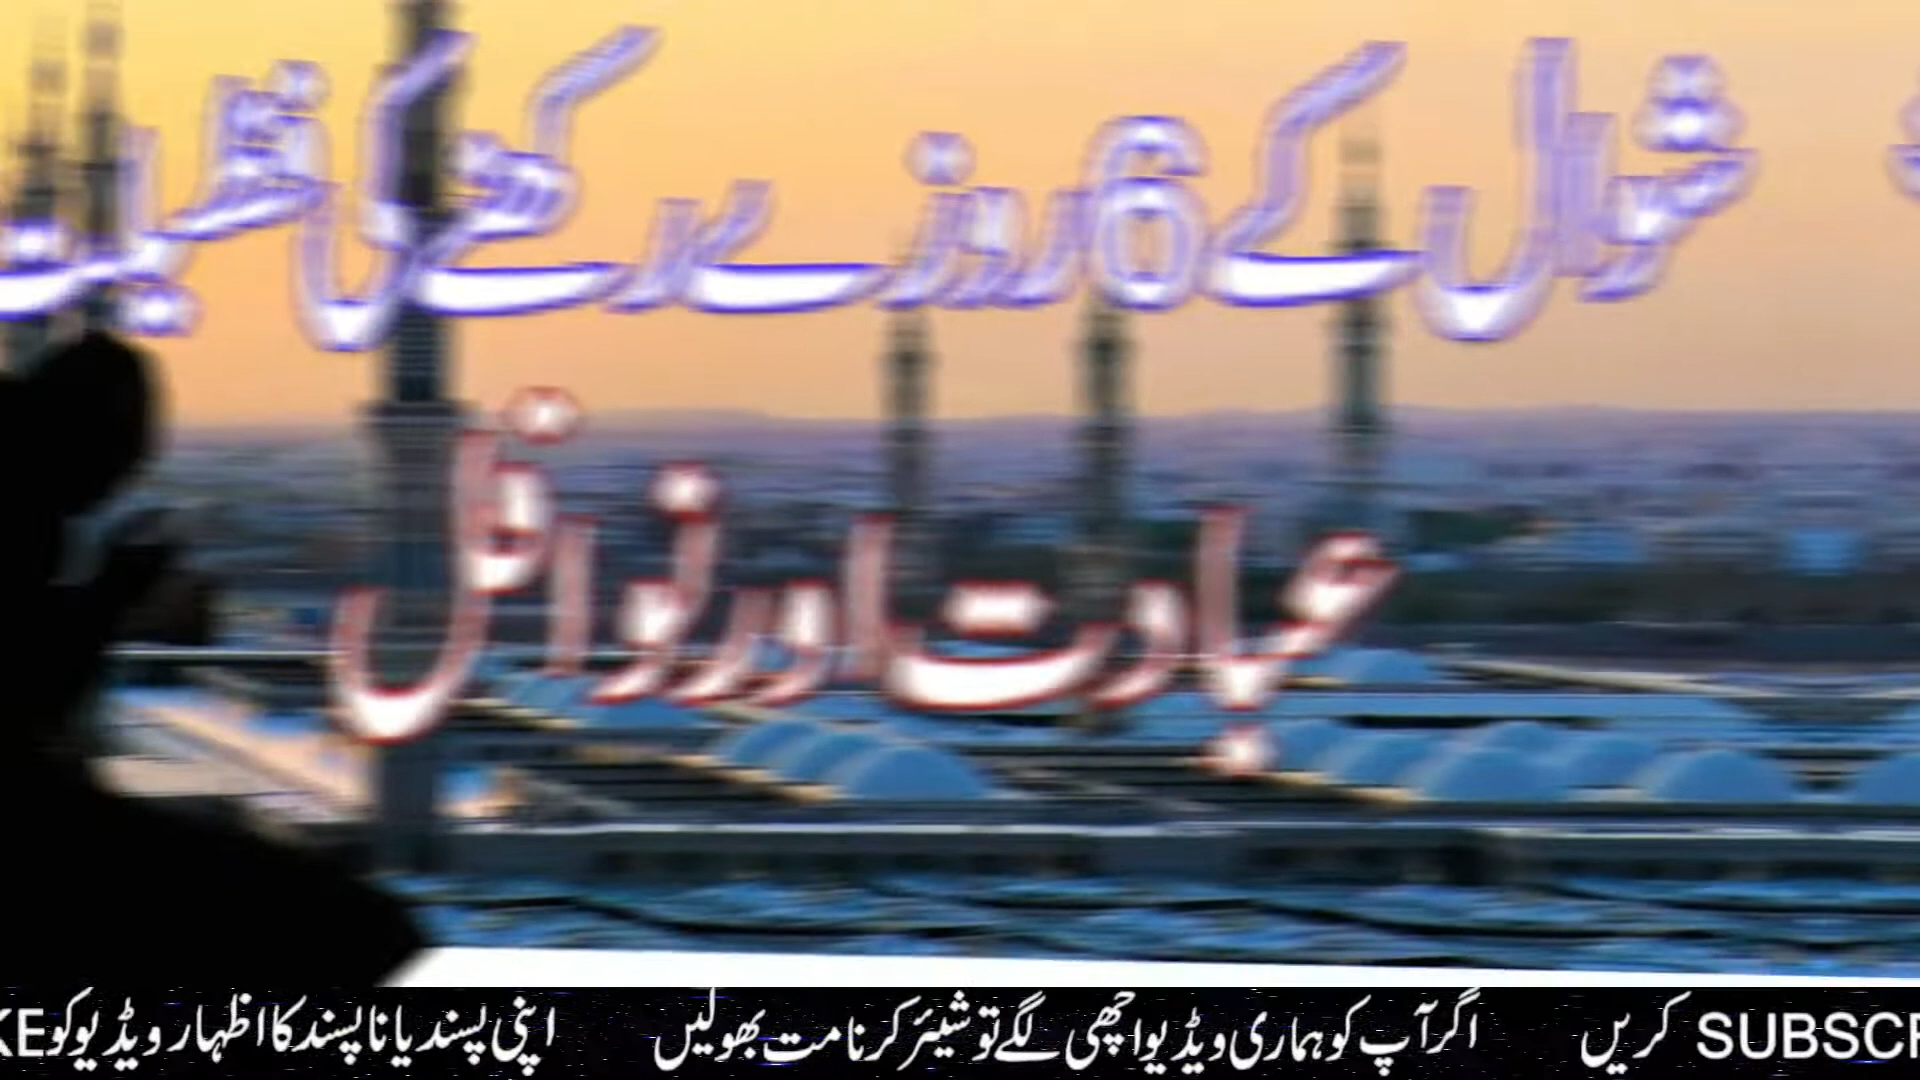 شوال کے 6 روزے رکھنے کی فضیلت
عبادت اور نوافل
SUBSCR کریں اگر آپ کو ہماری ویڈیو اچھی لگے تو شیئر کرنا مت بھولیں اپنی پسند یا ناپسند کا اظہار ویڈیو کو KE